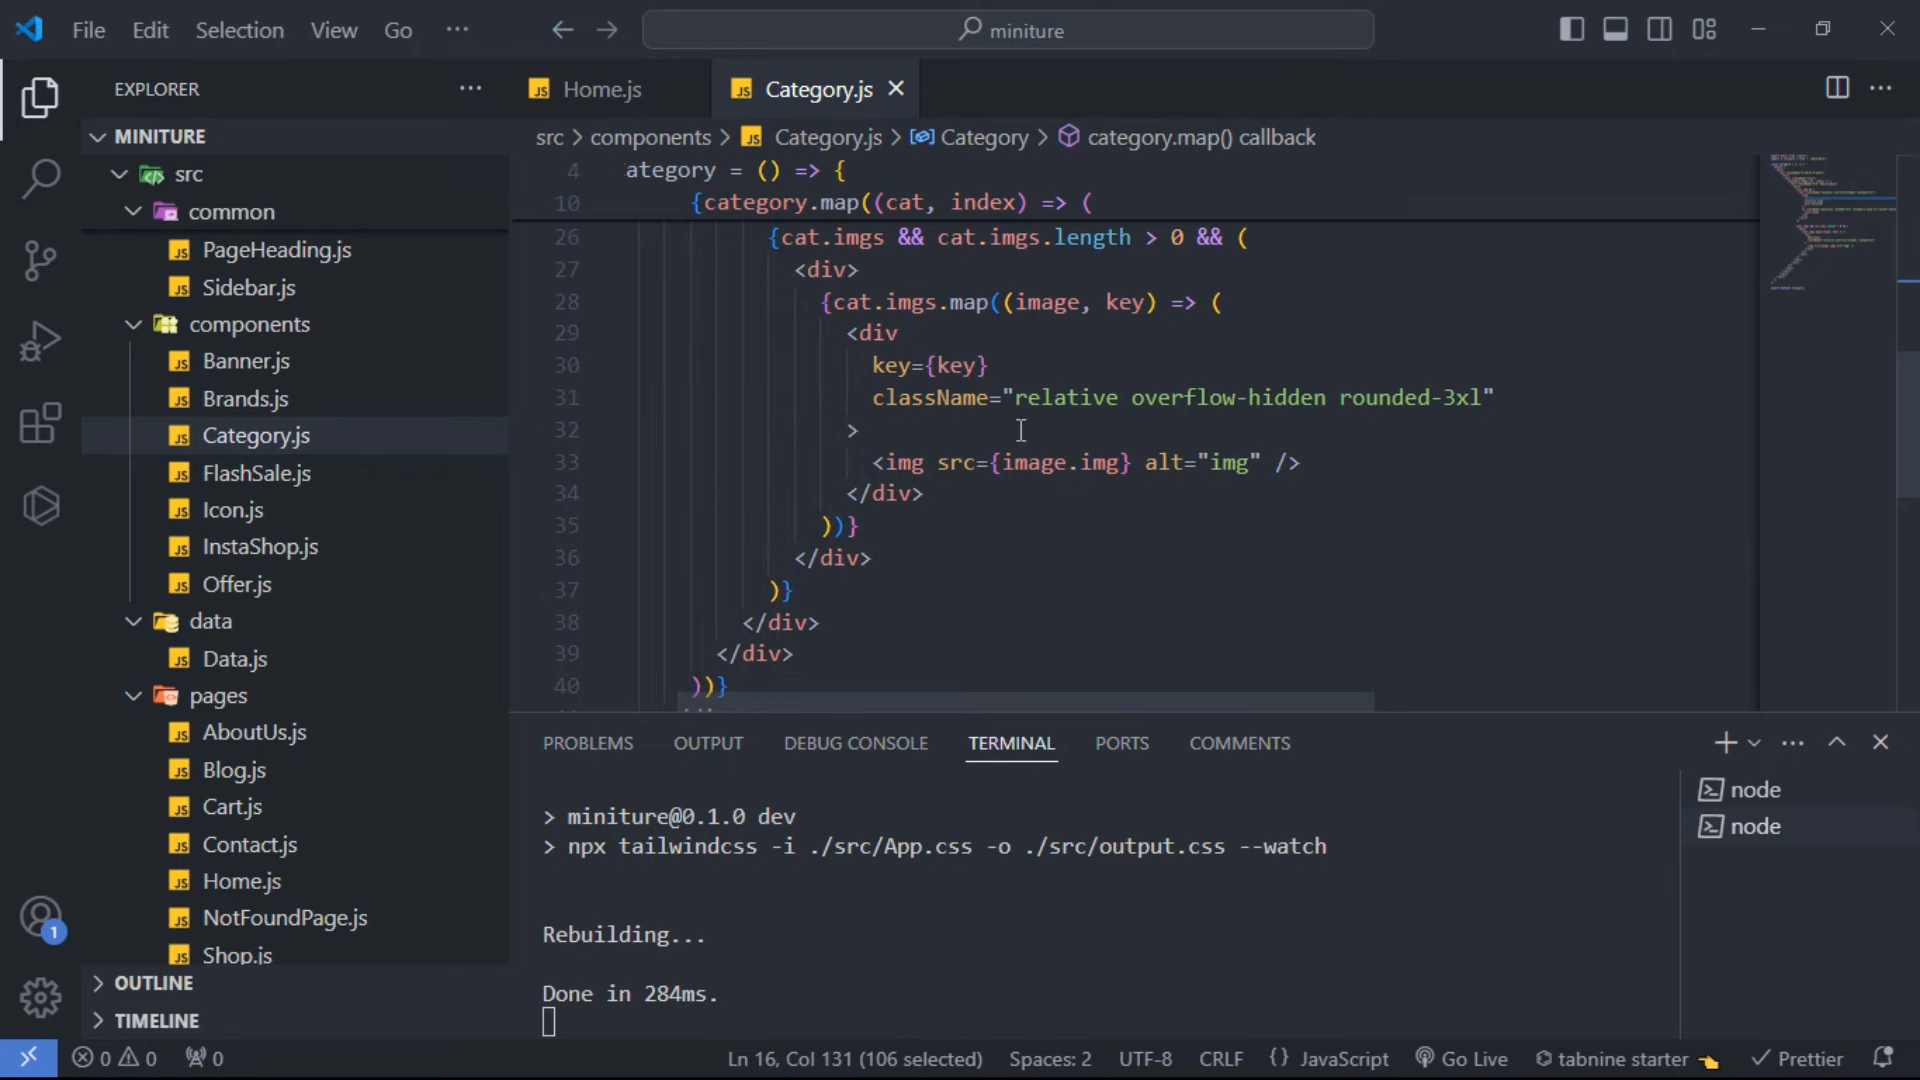 File Edit Selection View Go ··· miniture
EXPLORER ···
MINITURE
src
common
PageHeading.js
Sidebar.js
components
Banner.js
Brands.js
Category.js
FlashSale.js
Icon.js
InstaShop.js
Offer.js
data
Data.js
pages
AboutUs.js
Blog.js
Cart.js
Contact.js
Home.js
NotFoundPage.js
Shop.js
OUTLINE
TIMELINE
1
Home.js Category.js
src > components > Category.js > Category > category.map() callback
4 ategory = () => {
10 {category.map((cat, index) => (
26 {cat.imgs && cat.imgs.length > 0 && (
27 <div>
28 {cat.imgs.map((image, key) => (
29 <div
30 key={key}
31 className="relative overflow-hidden rounded-3xl"
32 >
33 <img src={image.img} alt="img" />
34 </div>
35 ))}
36 </div>
37 )}
38 </div>
39 </div>
40 ))}
PROBLEMS OUTPUT DEBUG CONSOLE TERMINAL PORTS COMMENTS
> miniture@0.1.0 dev
> npx tailwindcss -i ./src/App.css -o ./src/output.css --watch
Rebuilding...
Done in 284ms.
node
node
0 0 0 Ln 16, Col 131 (106 selected) Spaces: 2 UTF-8 CRLF {} JavaScript Go Live tabnine starter Prettier